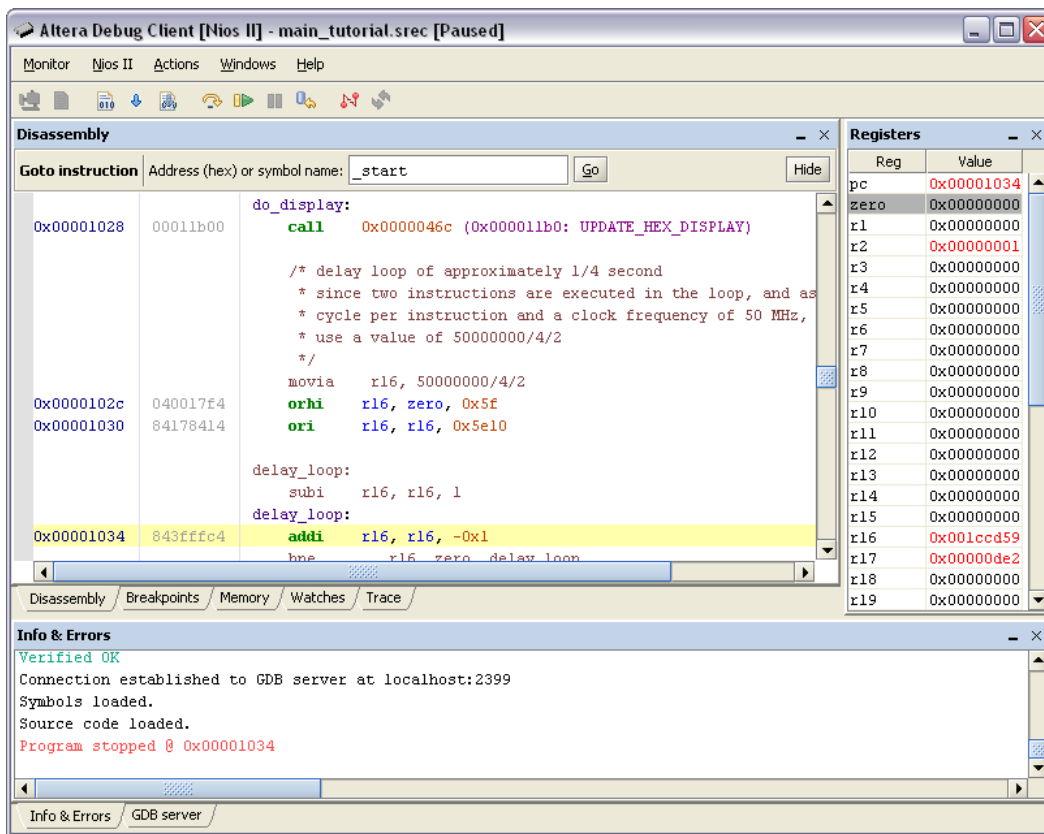 Altera Debug Client [Nios II] - main_tutorial.srec [Paused]
Monitor Nios II Actions Windows Help
Disassembly
Goto instruction Address (hex) or symbol name: _start Go Hide
do_display:
0x00001028 00011b00 call 0x0000046c (0x000011b0: UPDATE_HEX_DISPLAY)
/* delay loop of approximately 1/4 second
* since two instructions are executed in the loop, and as
* cycle per instruction and a clock frequency of 50 MHz,
* use a value of 50000000/4/2
*/
movia r16, 50000000/4/2
0x0000102c 040017f4 orhi r16, zero, 0x5f
0x00001030 84178414 ori r16, r16, 0x5e10
delay_loop:
subi r16, r16, 1
delay_loop:
0x00001034 843fffc4 addi r16, r16, -0x1
bne r16, zero, delay_loop
Disassembly Breakpoints Memory Watches Trace
Registers
Reg Value
pc 0x00001034
zero 0x00000000
r1 0x00000000
r2 0x00000001
r3 0x00000000
r4 0x00000000
r5 0x00000000
r6 0x00000000
r7 0x00000000
r8 0x00000000
r9 0x00000000
r10 0x00000000
r11 0x00000000
r12 0x00000000
r13 0x00000000
r14 0x00000000
r15 0x00000000
r16 0x001ccd59
r17 0x00000de2
r18 0x00000000
r19 0x00000000
Info & Errors
Verified OK
Connection established to GDB server at localhost:2399
Symbols loaded.
Source code loaded.
Program stopped @ 0x00001034
Info & Errors GDB server